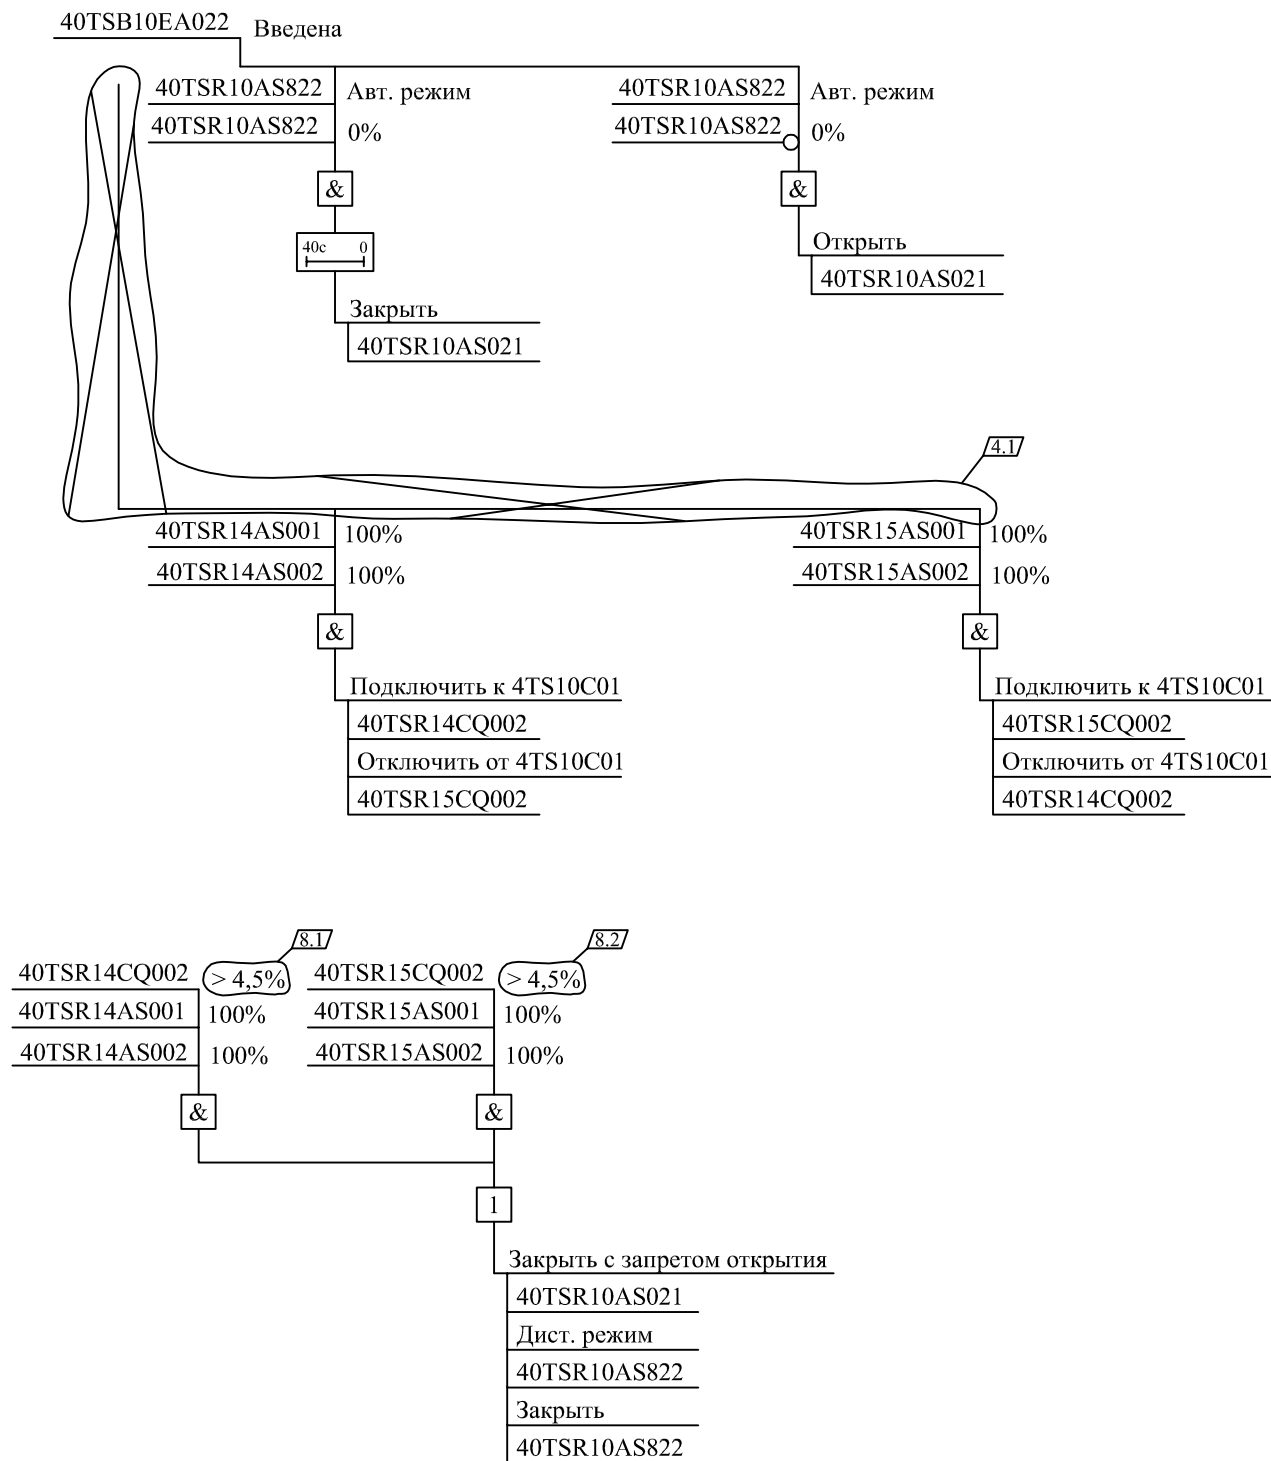 40TSB10EA022 Введена
40TSR10AS822 Авт. режим
40TSR10AS822 0%
&
40с 0
Закрыть
40TSR10AS021
40TSR10AS822 Авт. режим
40TSR10AS822 0%
&
Открыть
40TSR10AS021
4.1
40TSR14AS001 100%
40TSR14AS002 100%
&
Подключить к 4TS10C01
40TSR14CQ002
Отключить от 4TS10C01
40TSR15CQ002
40TSR15AS001 100%
40TSR15AS002 100%
&
Подключить к 4TS10C01
40TSR15CQ002
Отключить от 4TS10C01
40TSR14CQ002
8.1
40TSR14CQ002 > 4,5%
40TSR14AS001 100%
40TSR14AS002 100%
&
8.2
40TSR15CQ002 > 4,5%
40TSR15AS001 100%
40TSR15AS002 100%
&
1
Закрыть с запретом открытия
40TSR10AS021
Дист. режим
40TSR10AS822
Закрыть
40TSR10AS822